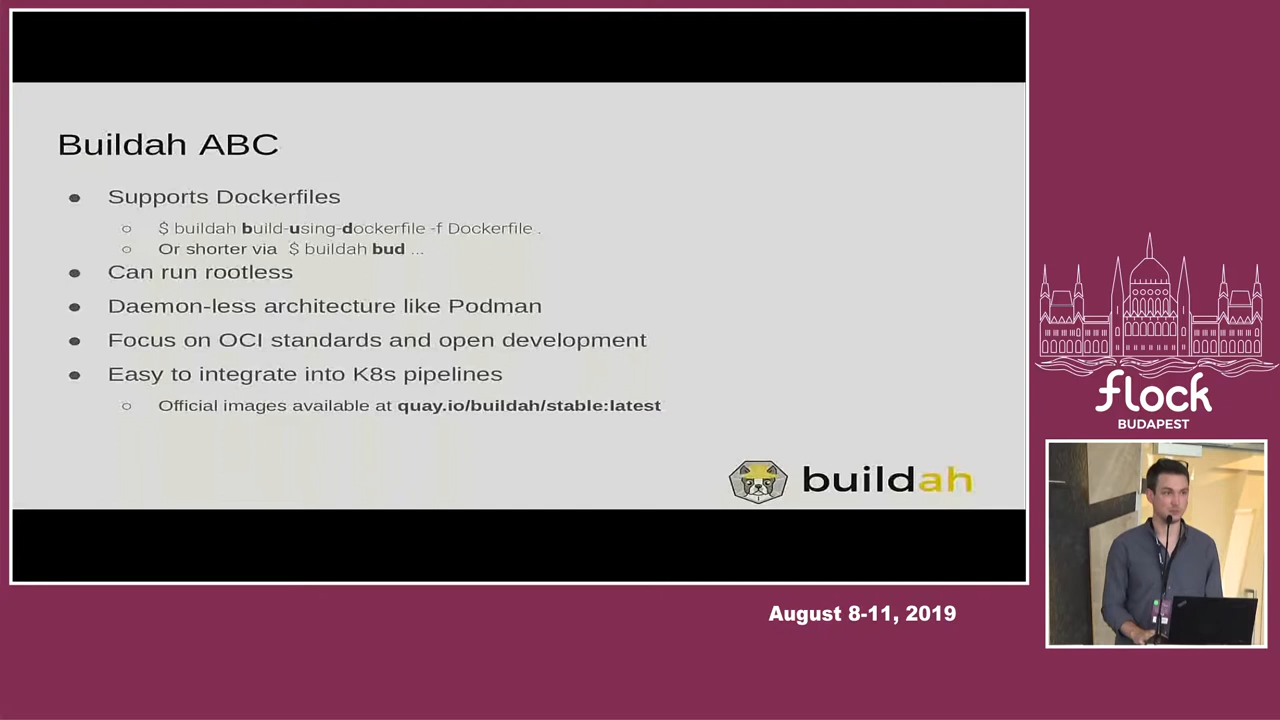 Buildah ABC
● Supports Dockerfiles
○ $ buildah build-using-dockerfile -f Dockerfile .
○ Or shorter via $ buildah bud ...
● Can run rootless
● Daemon-less architecture like Podman
● Focus on OCI standards and open development
● Easy to integrate into K8s pipelines
○ Official images available at quay.io/buildah/stable:latest
buildah
flock
BUDAPEST
August 8-11, 2019